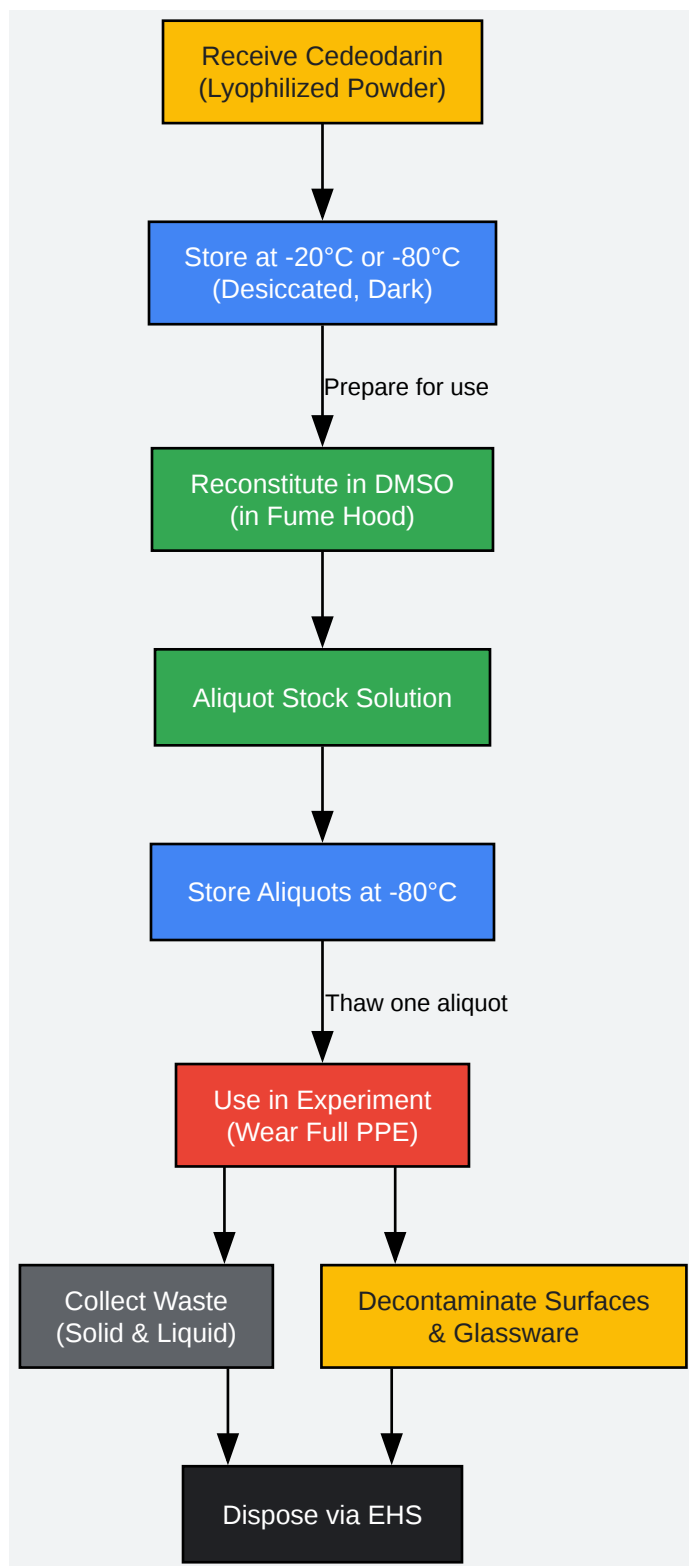 Receive Cedeodarin
(Lyophilized Powder)
Store at -20°C or -80°C
(Desiccated, Dark)
Prepare for use
Reconstitute in DMSO
(in Fume Hood)
Aliquot Stock Solution
Store Aliquots at -80°C
Thaw one aliquot
Use in Experiment
(Wear Full PPE)
Collect Waste
(Solid & Liquid)
Decontaminate Surfaces
& Glassware
Dispose via EHS